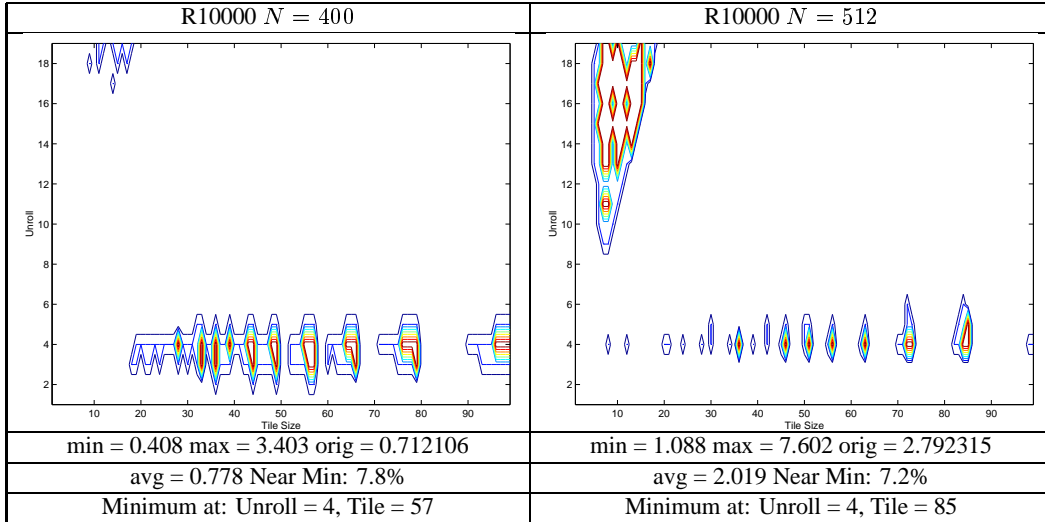 R10000 N = 400
R10000 N = 512
18
16
14
12
10
8
6
4
2
Unroll
10 20 30 40 50 60 70 80 90
Tile Size
18
16
14
12
10
8
6
4
2
Unroll
10 20 30 40 50 60 70 80 90
Tile Size
min = 0.408 max = 3.403 orig = 0.712106
min = 1.088 max = 7.602 orig = 2.792315
avg = 0.778 Near Min: 7.8%
avg = 2.019 Near Min: 7.2%
Minimum at: Unroll = 4, Tile = 57
Minimum at: Unroll = 4, Tile = 85